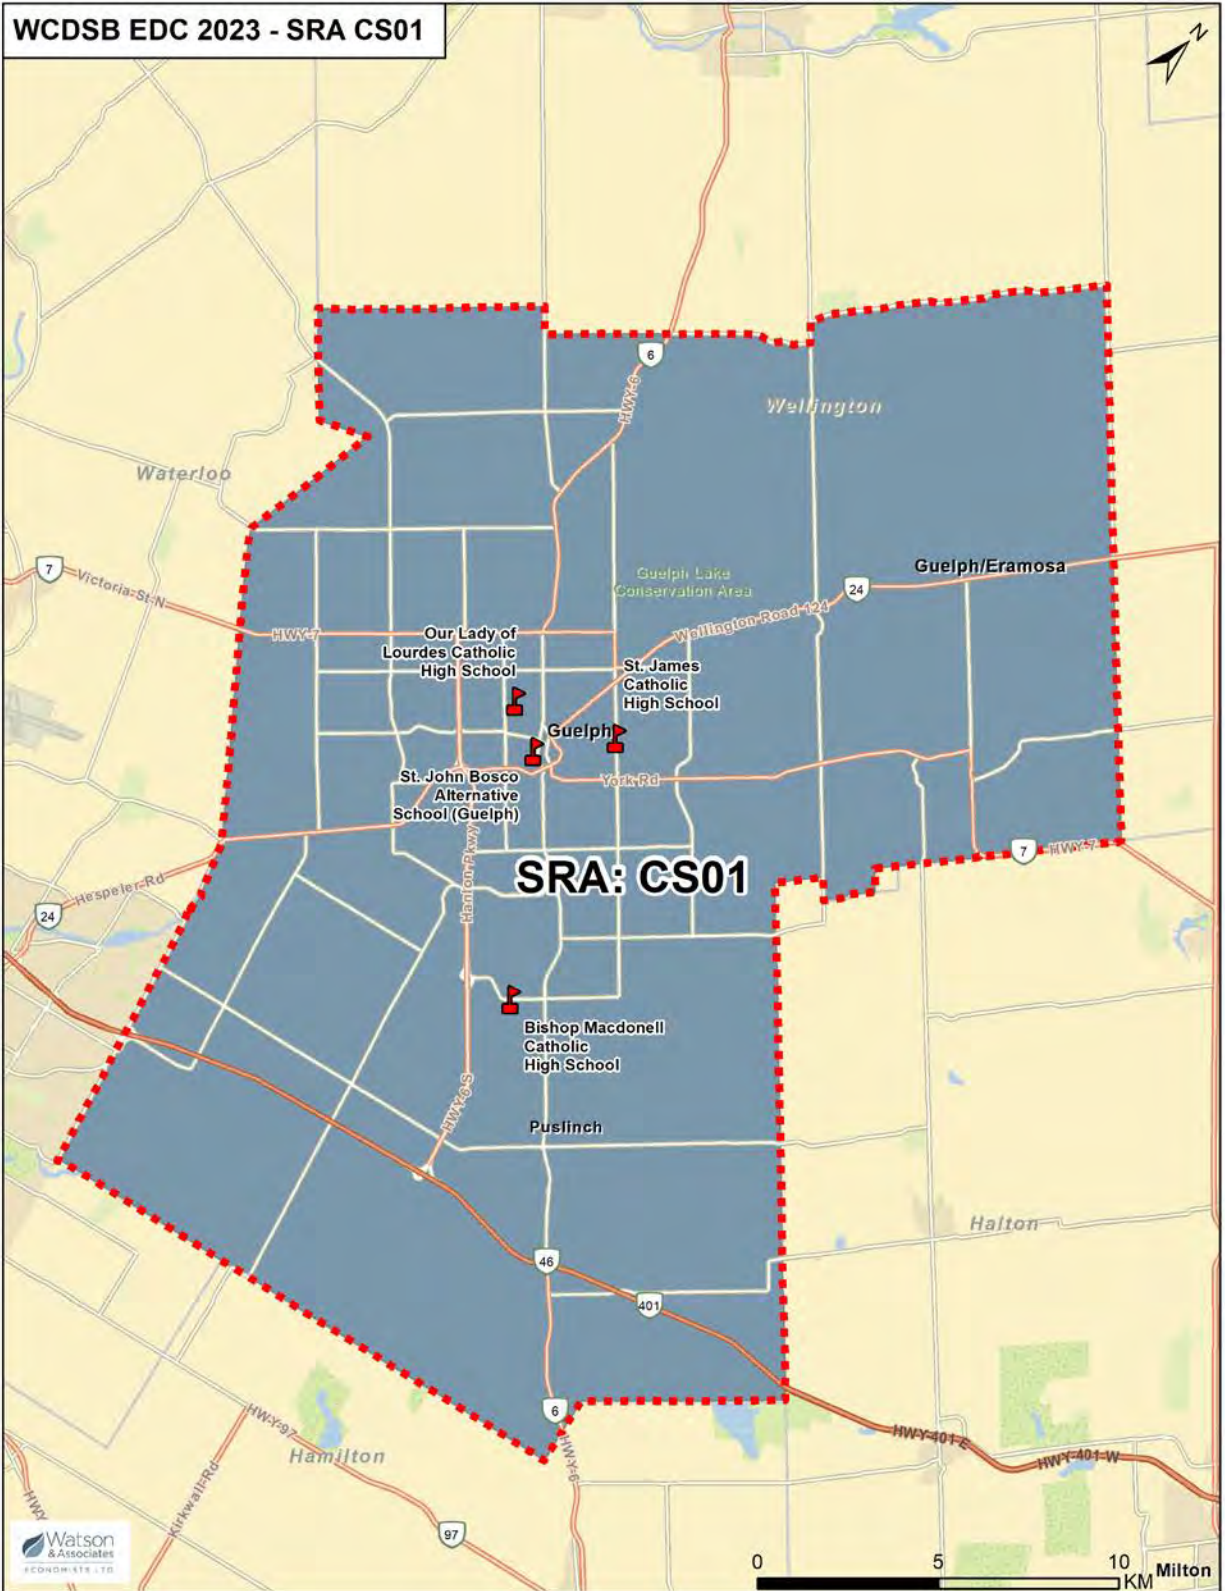 WCDSB EDC 2023 - SRA CS01
N
6
HWY-6
Wellington
Waterloo
7
Victoria-St-N
HWY-7
Guelph Lake
Conservation Area
Guelph/Eramosa
24
Wellington-Road-124
Our Lady of
Lourdes Catholic
High School
St. James
Catholic
High School
Guelph
St. John Bosco
Alternative
School (Guelph)
York-Rd
Hanlon-Pkwy
SRA: CS01
7
HWY-7
Hespeler-Rd
24
Bishop Macdonell
Catholic
High School
HWY-6-S
Puslinch
Halton
46
401
6
HWY-6
HWY-97
Hamilton
Kirkwall-Rd
HWY
97
HWY-401-E
HWY-401-W
Watson
& Associates
ECONOMISTS LTD
0 5 10
KM
Milton